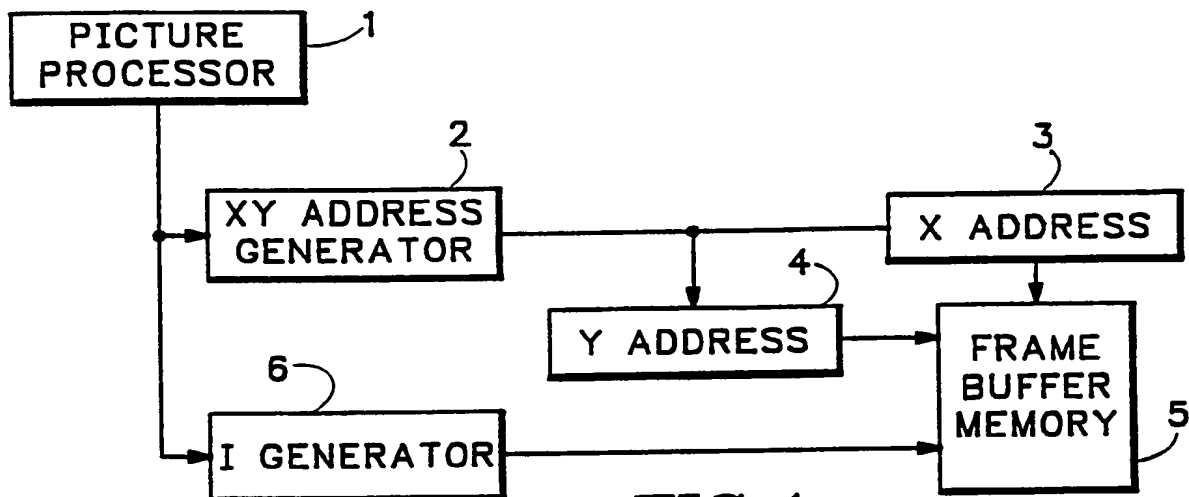 PICTURE
PROCESSOR
1
2
3
XY ADDRESS
GENERATOR
X ADDRESS
4
Y ADDRESS
FRAME
BUFFER
MEMORY
5
6
I GENERATOR